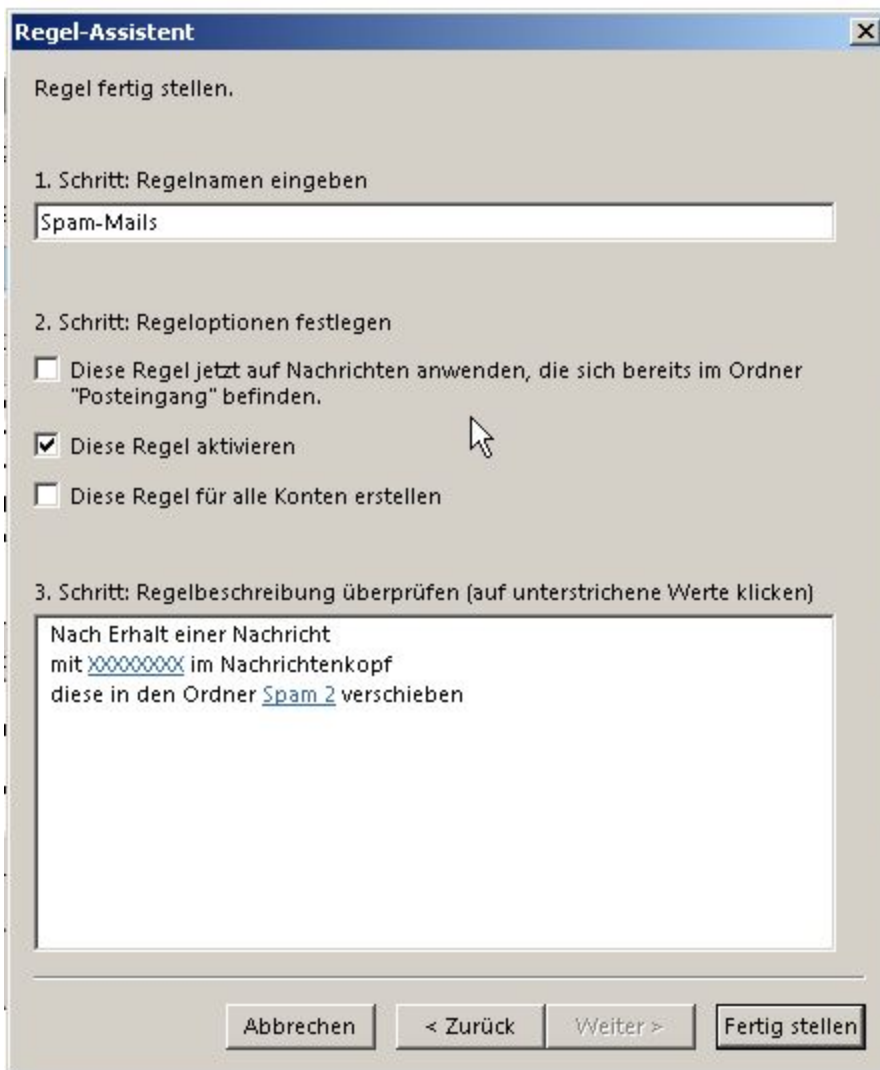 Regel-Assistent
Regel fertig stellen.
1. Schritt: Regelnamen eingeben
Spam-Mails
2. Schritt: Regeloptionen festlegen
Diese Regel jetzt auf Nachrichten anwenden, die sich bereits im Ordner
"Posteingang" befinden.
Diese Regel aktivieren
Diese Regel für alle Konten erstellen
3. Schritt: Regelbeschreibung überprüfen (auf unterstrichene Werte klicken)
Nach Erhalt einer Nachricht
mit XXXXXXXX im Nachrichtenkopf
diese in den Ordner Spam 2 verschieben
Abbrechen
< Zurück
Weiter >
Fertig stellen